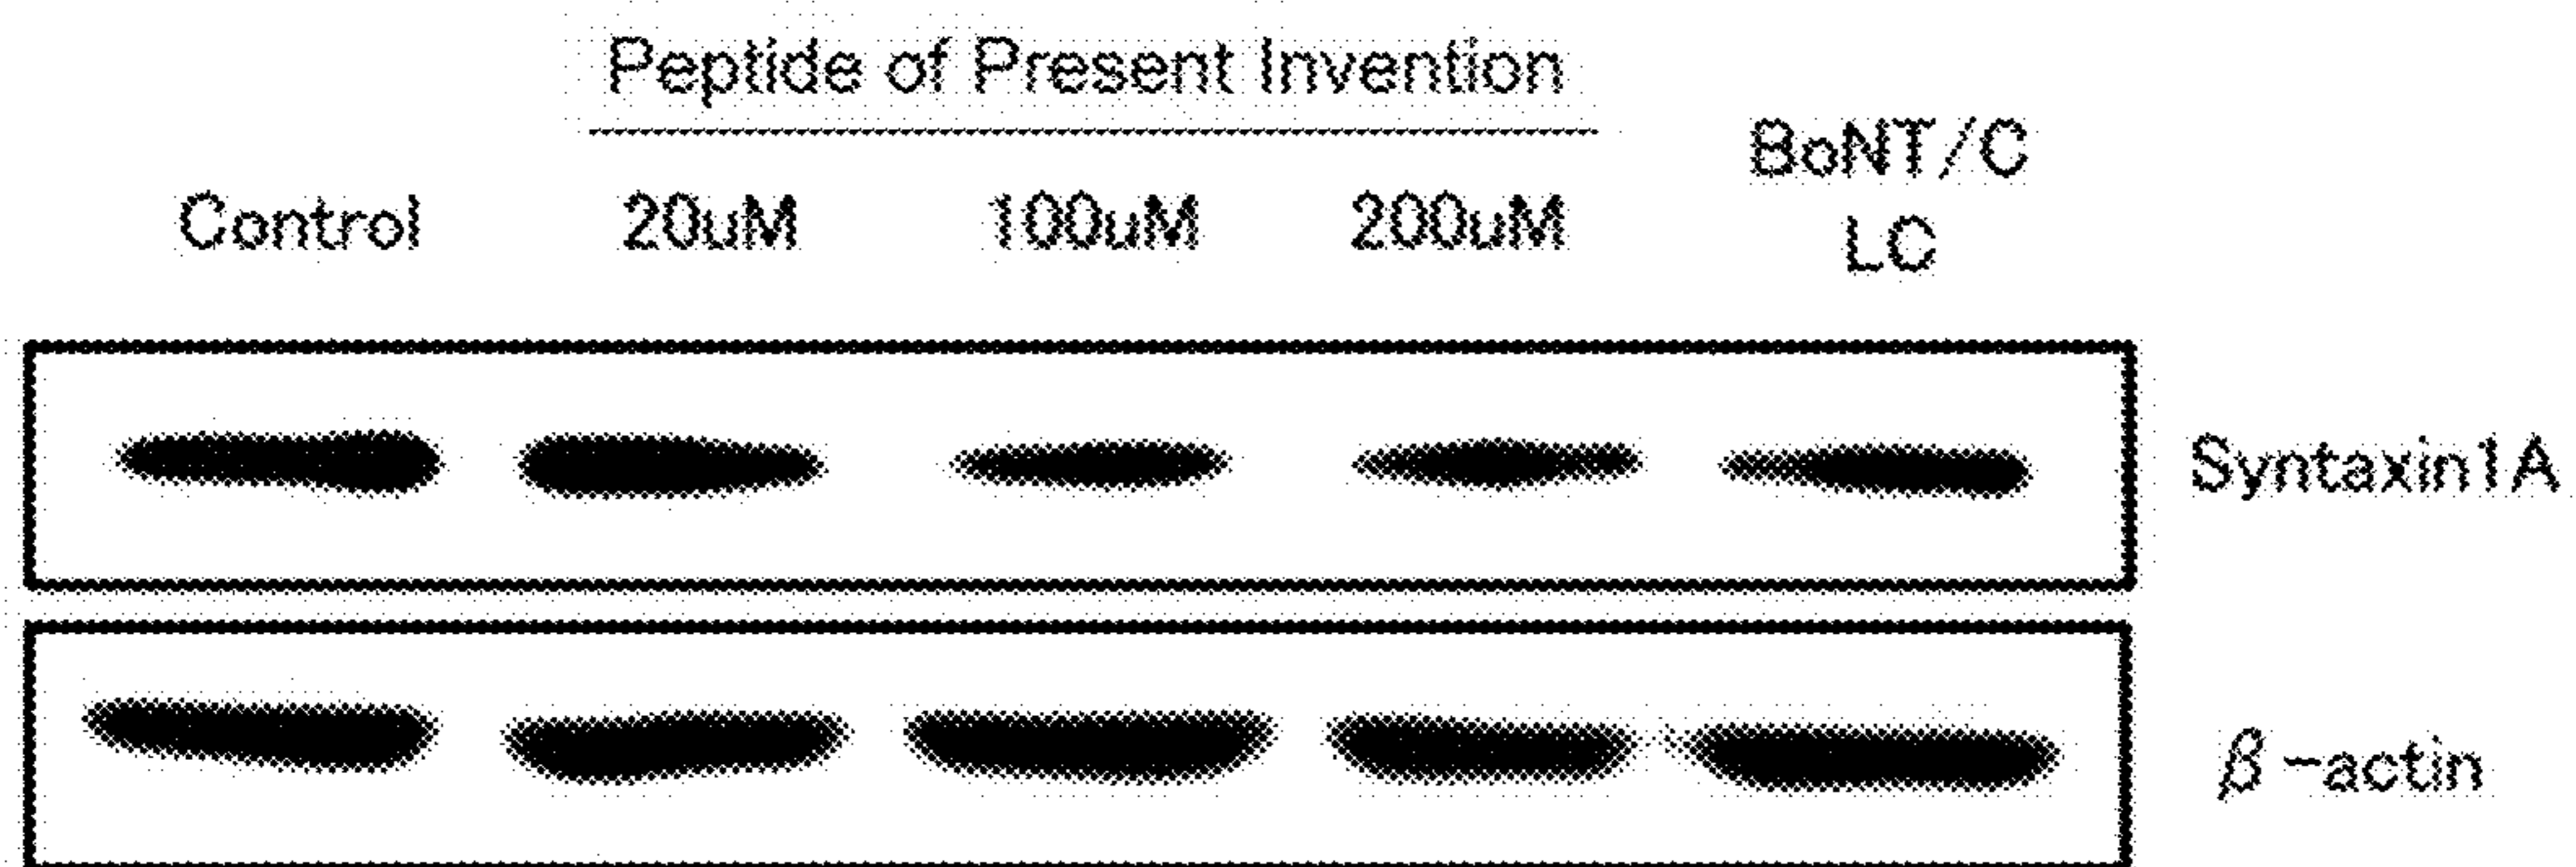 Peptide of Present Invention
BoNT/C
LC
Control 20uM 100uM 200uM
Syntaxin1A
β-actin